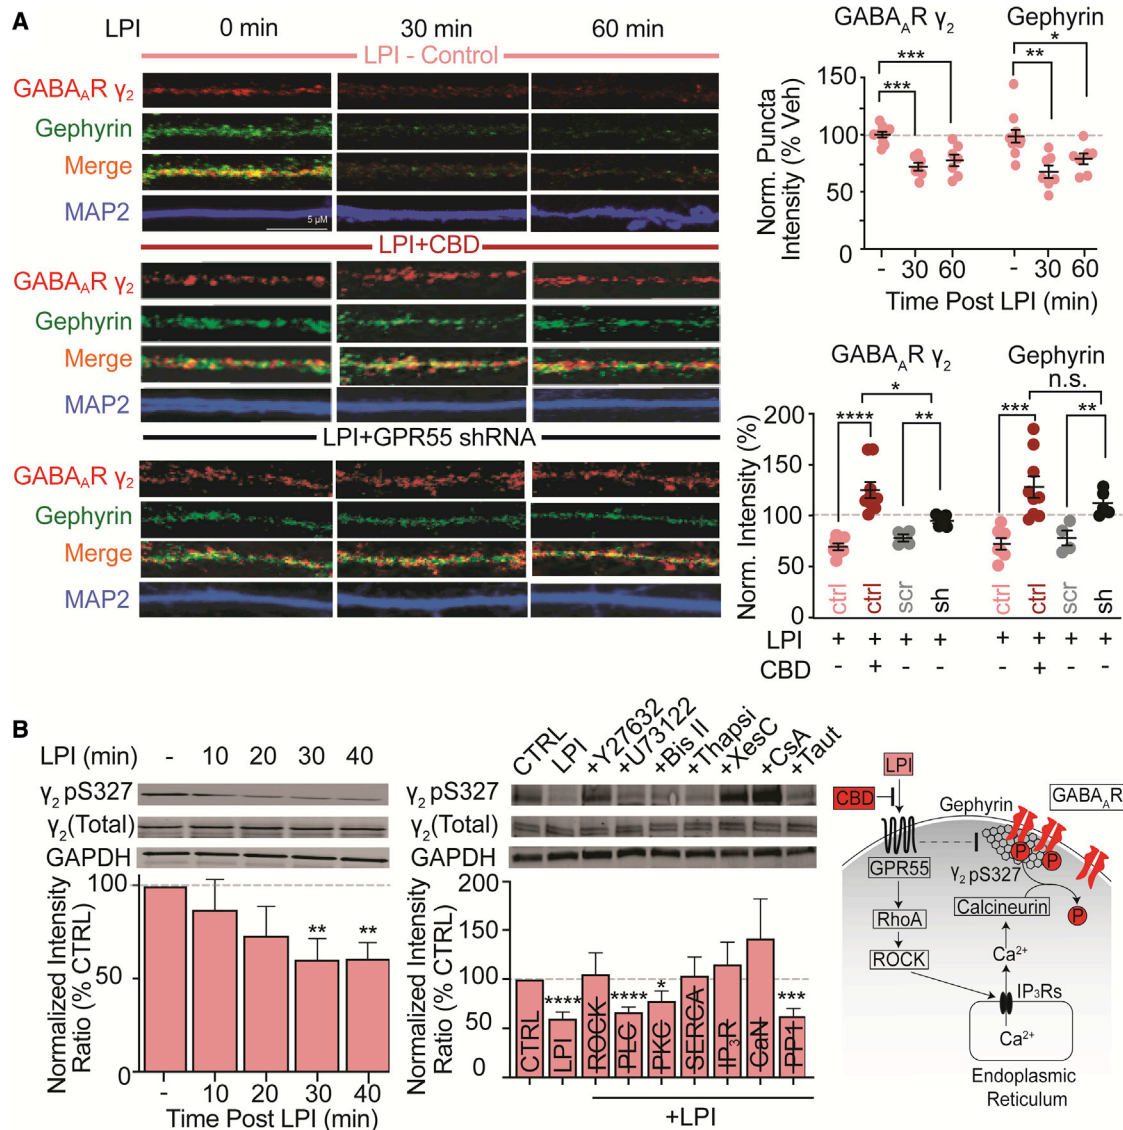 A
LPI 0 min 30 min 60 min
LPI - Control
GABA_AR γ₂
Gephyrin
Merge
MAP2
5 μM
LPI+CBD
GABA_AR γ₂
Gephyrin
Merge
MAP2
LPI+GPR55 shRNA
GABA_AR γ₂
Gephyrin
Merge
MAP2
GABA_AR γ₂ Gephyrin
*** *** ** *
Norm. Puncta
Intensity (% Veh)
150
100
50
0
- 30 60 - 30 60
Time Post LPI (min)
GABA_AR γ₂ Gephyrin
* n.s.
**** ** *** **
Norm. Intensity (%)
200
150
100
50
0
ctrl ctrl scr sh ctrl ctrl scr sh
LPI + + + + + + + +
CBD - + - - - + - -
B
LPI (min) - 10 20 30 40
γ₂ pS327
γ₂(Total)
GAPDH
Normalized Intensity
Ratio (% CTRL)
100
50
0
** **
- 10 20 30 40
Time Post LPI (min)
CTRL LPI +Y27632 +U73122 +Bis II +Thapsi +XesC +CsA +Taut
γ₂ pS327
γ₂(Total)
GAPDH
Normalized Intensity
Ratio (% CTRL)
200
150
100
50
0
**** **** * ***
CTRL LPI ROCK PLC PKC SERCA IP₃R CaN PP1
+LPI
LPI
CBD
Gephyrin
GABA_AR
GPR55
P P
γ₂ pS327
Calcineurin
P
RhoA
ROCK
Ca²⁺
IP₃Rs
Ca²⁺
Endoplasmic
Reticulum